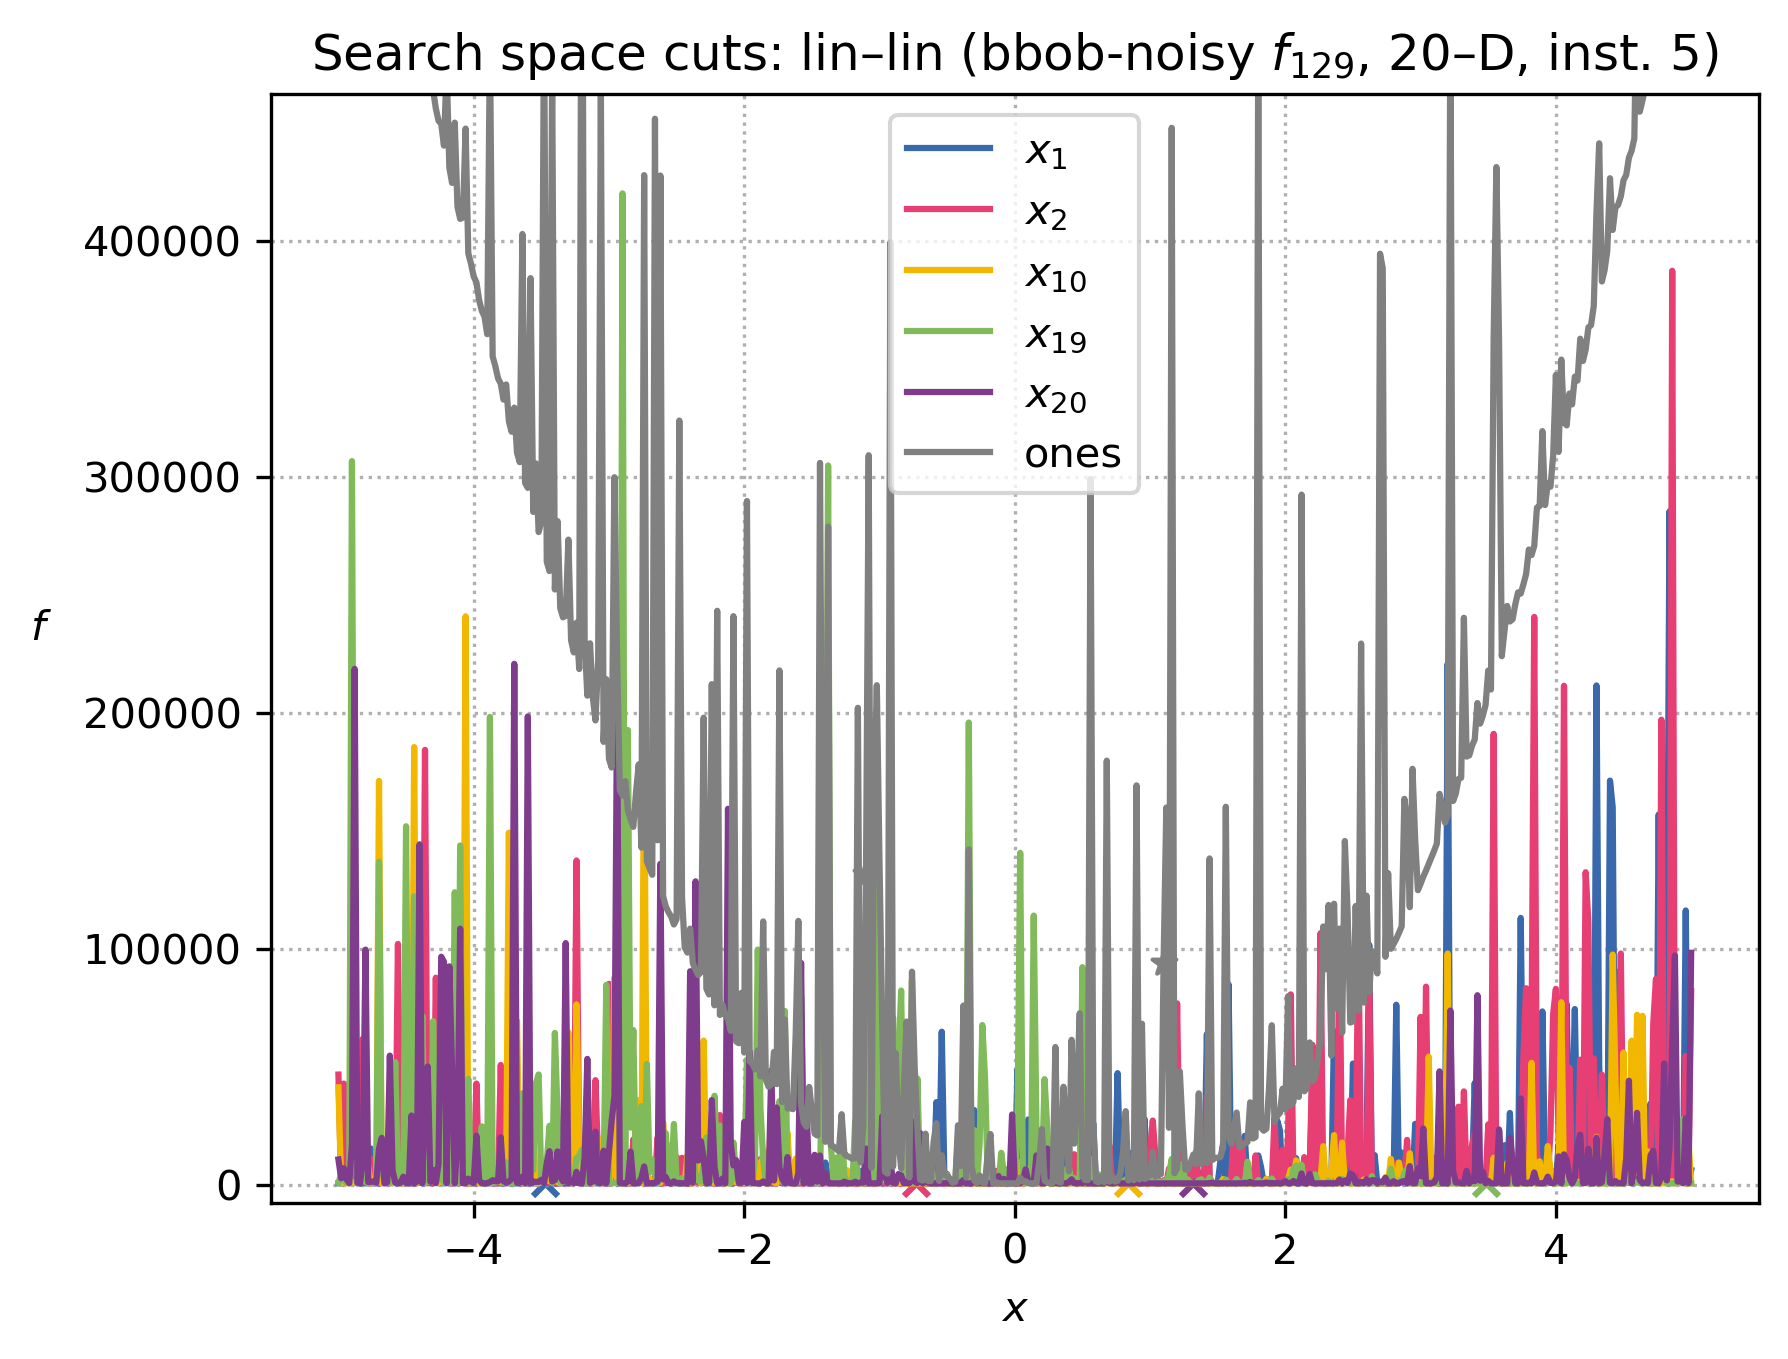 Search space cuts: lin–lin (bbob-noisy f129, 20–D, inst. 5)
x1
x2
x10
x19
x20
ones
400000
300000
200000
100000
0
f
−4 −2 0 2 4
x